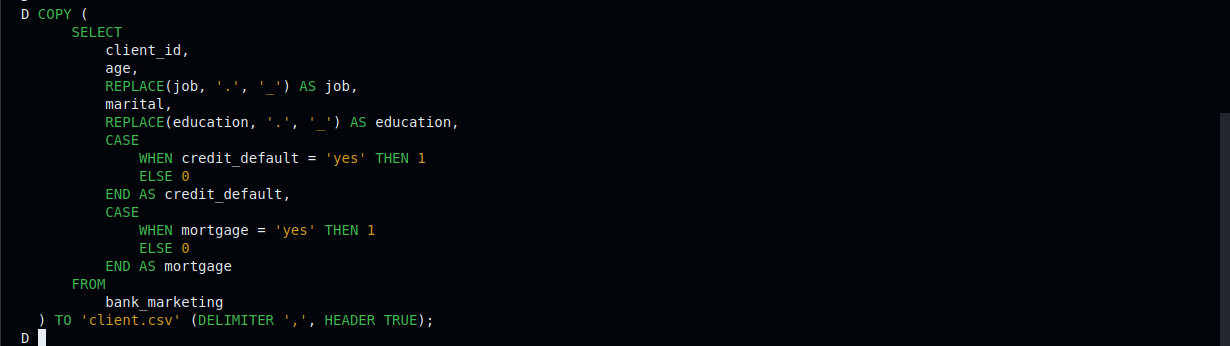 D COPY (
SELECT
client_id,
age,
REPLACE(job, '.', '_') AS job,
marital,
REPLACE(education, '.', '_') AS education,
CASE
WHEN credit_default = 'yes' THEN 1
ELSE 0
END AS credit_default,
CASE
WHEN mortgage = 'yes' THEN 1
ELSE 0
END AS mortgage
FROM
bank_marketing
) TO 'client.csv' (DELIMITER ',', HEADER TRUE);
D